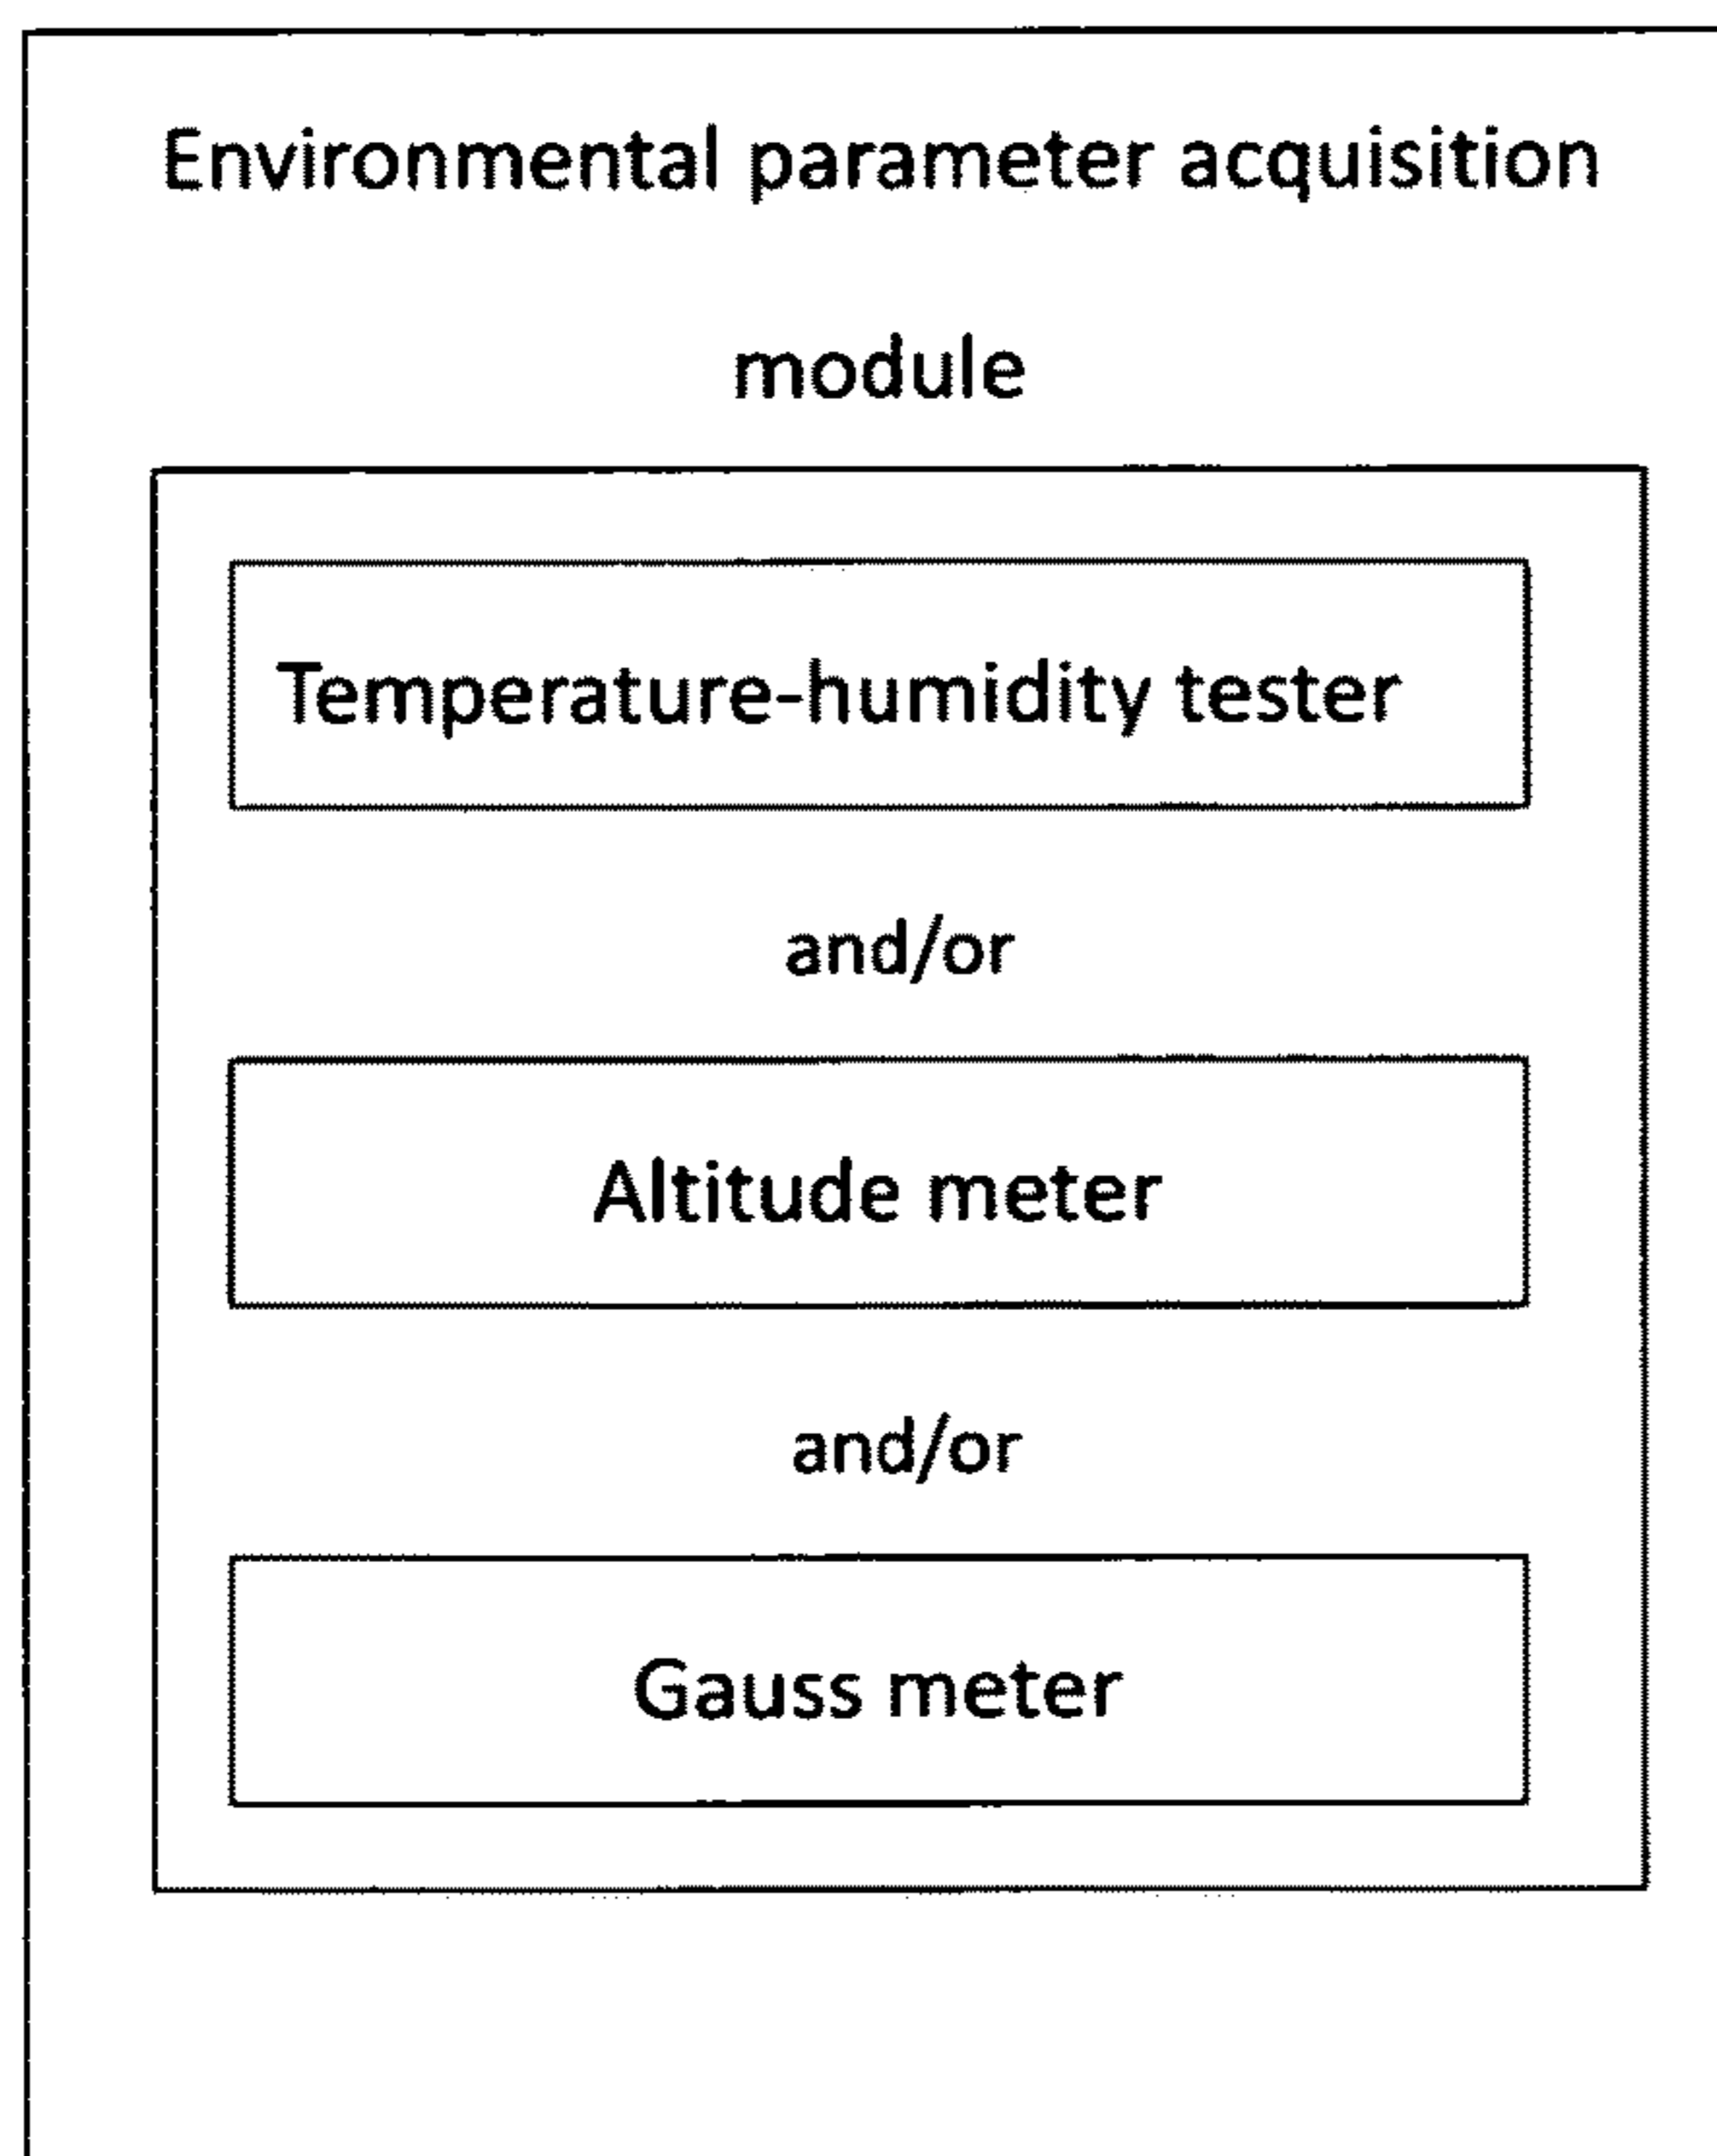 Environmental parameter acquisition
module
Temperature-humidity tester
and/or
Altitude meter
and/or
Gauss meter